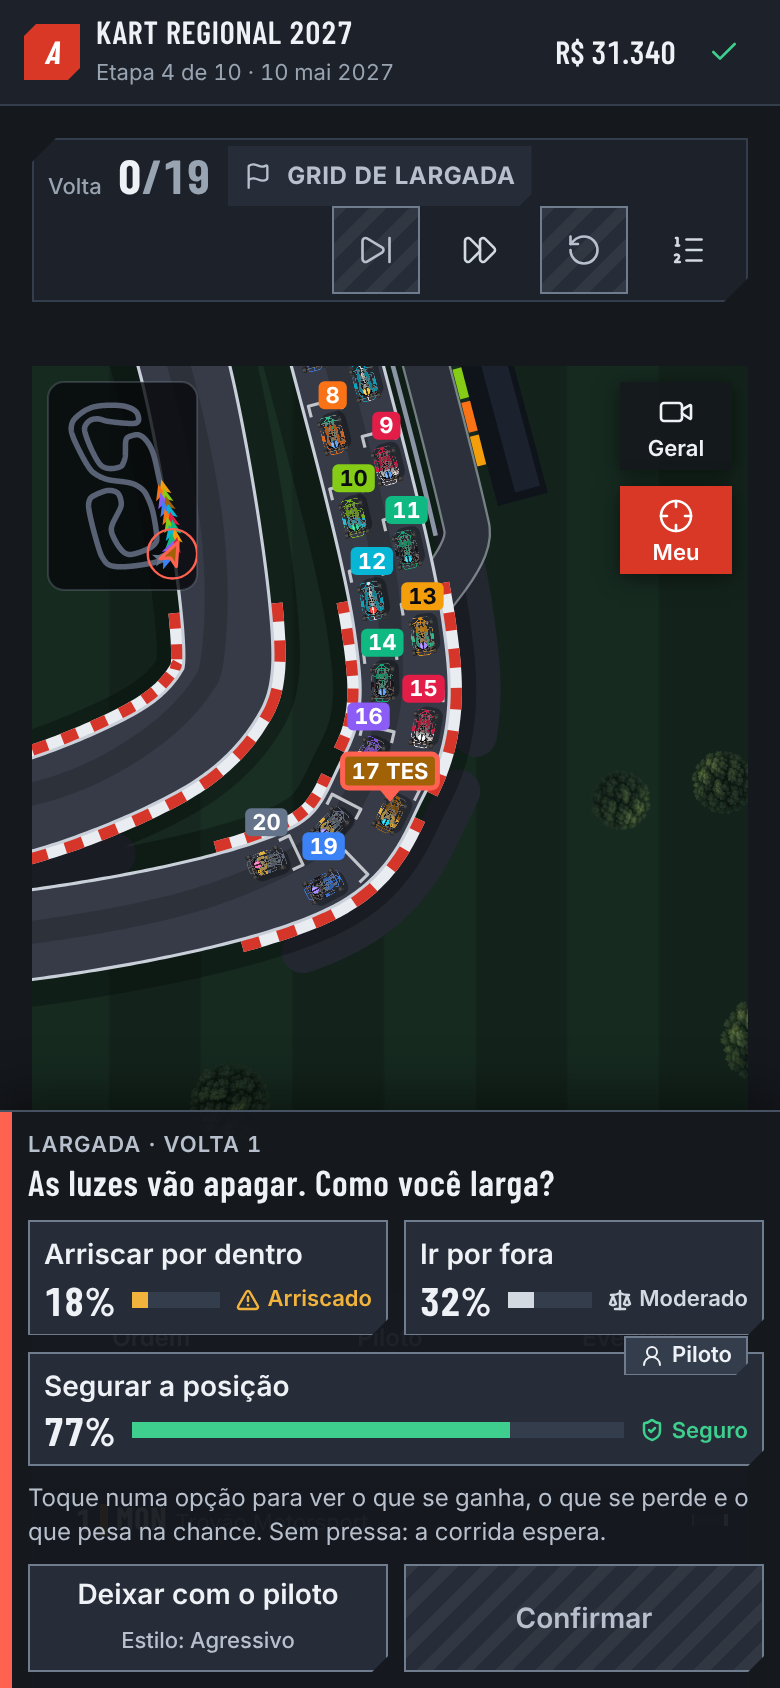 A
KART REGIONAL 2027
Etapa 4 de 10 · 10 mai 2027
R$ 31.340
Volta 0/19
GRID DE LARGADA
1
2
8
9
10
11
12
13
14
15
16
17 TES
20
19
Geral
Meu
LARGADA · VOLTA 1
As luzes vão apagar. Como você larga?
Arriscar por dentro
18% Arriscado
Ir por fora
32% Moderado
Ordem Piloto
Piloto
Segurar a posição
77% Seguro
Toque numa opção para ver o que se ganha, o que se perde e o
que pesa na chance. Sem pressa: a corrida espera.
Deixar com o piloto
Estilo: Agressivo
Confirmar